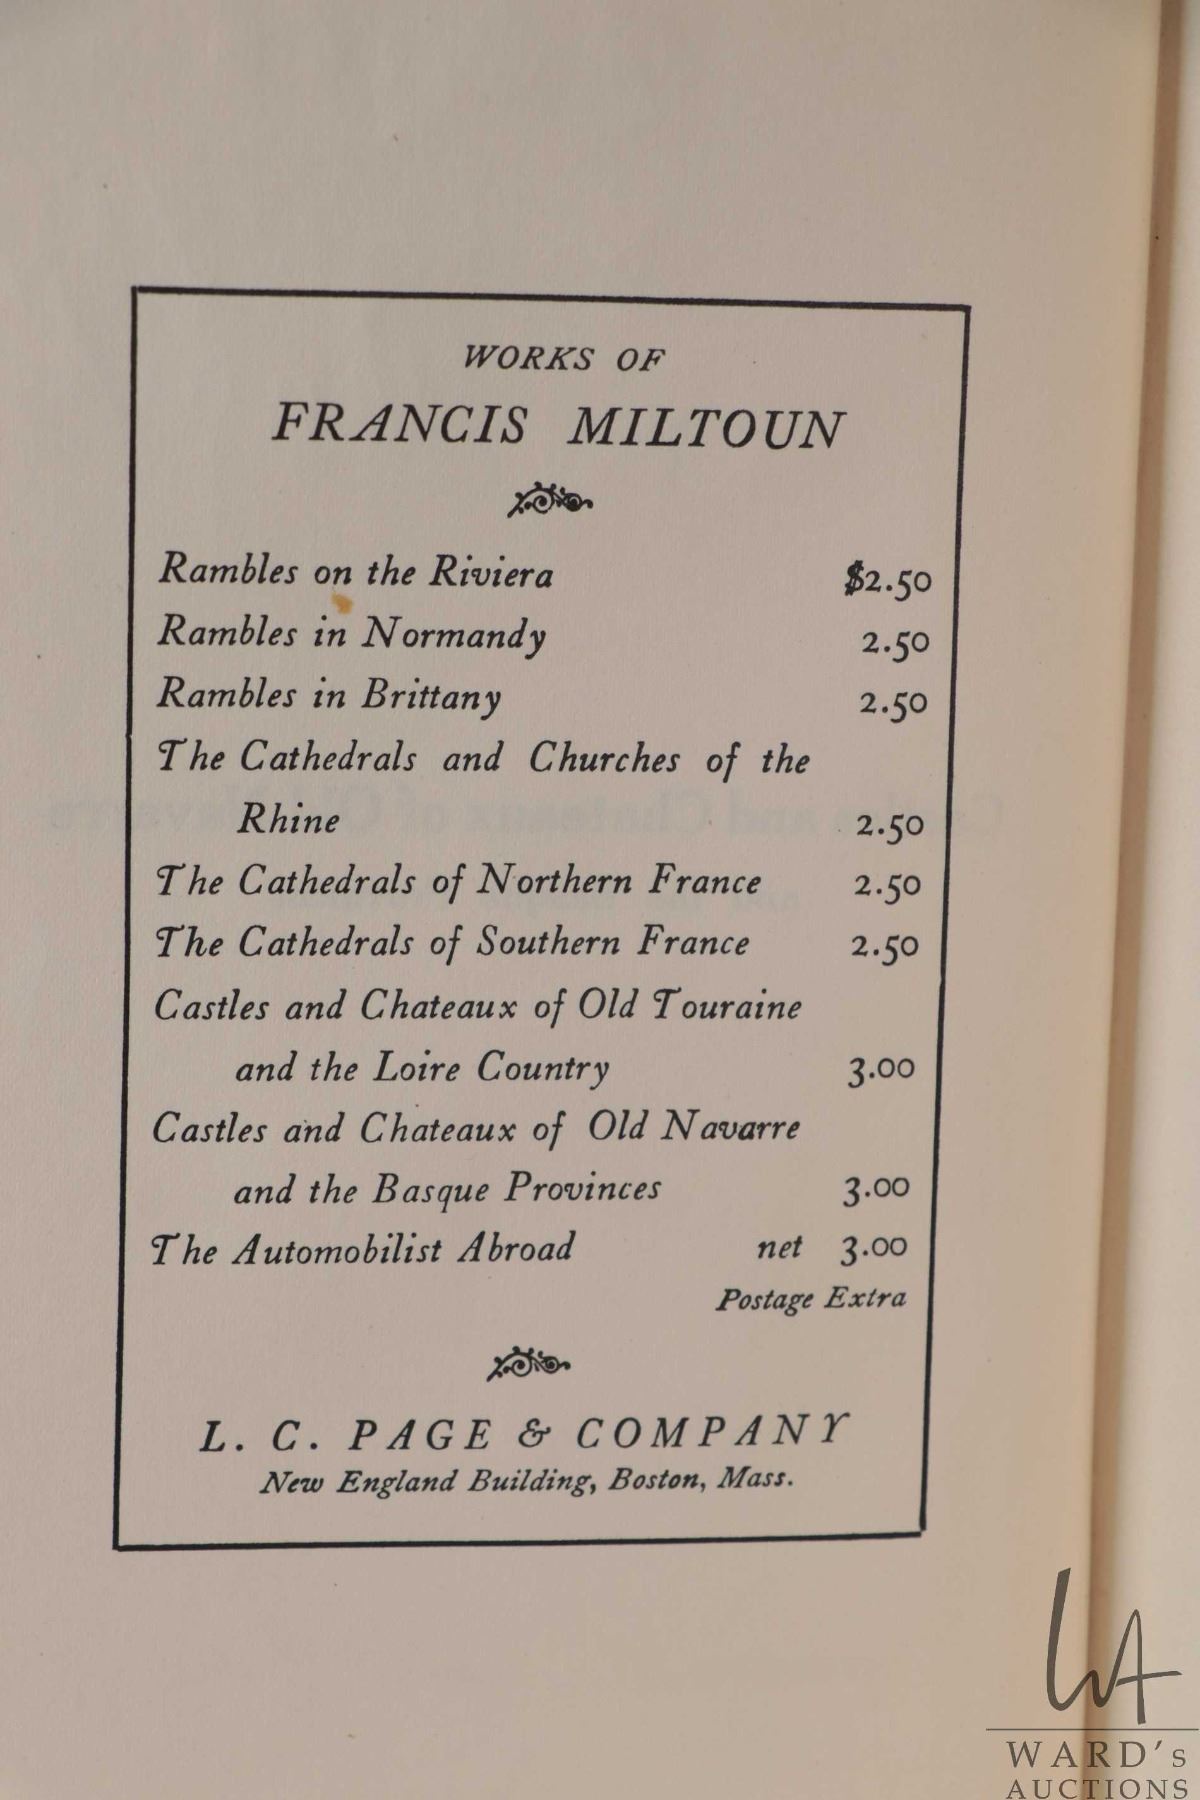 WORKS OF
FRANCIS MILTOUN
Rambles on the Riviera $2.50
Rambles in Normandy 2.50
Rambles in Brittany 2.50
The Cathedrals and Churches of the
Rhine 2.50
The Cathedrals of Northern France 2.50
The Cathedrals of Southern France 2.50
Castles and Chateaux of Old Touraine
and the Loire Country 3.00
Castles and Chateaux of Old Navarre
and the Basque Provinces 3.00
The Automobilist Abroad net 3.00
Postage Extra
L. C. PAGE & COMPANY
New England Building, Boston, Mass.
WA
WARD's
AUCTIONS